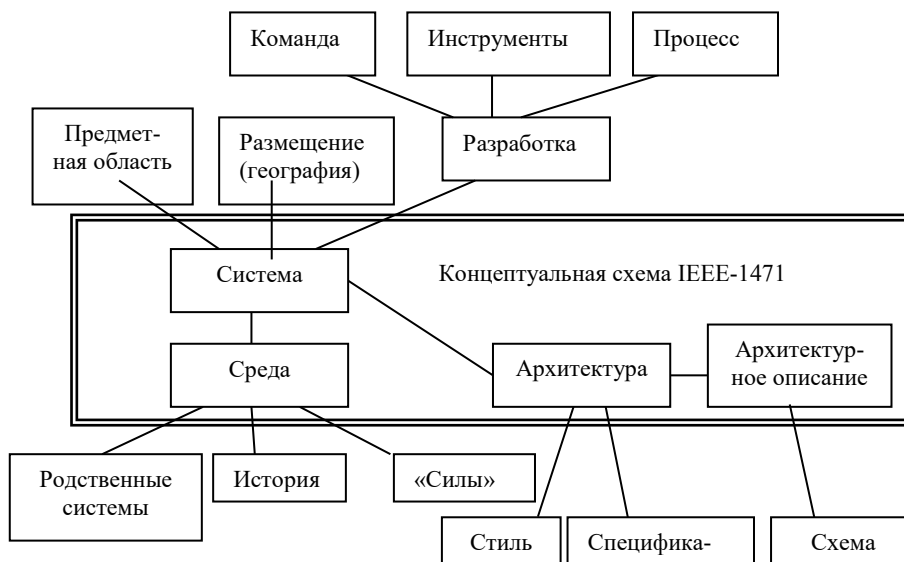 Команда
Инструменты
Процесс
Предмет-
ная область
Размещение
(география)
Разработка
Система
Концептуальная схема IEEE-1471
Среда
Архитектура
Архитектур-
ное описание
Родственные
системы
История
«Силы»
Стиль
Специфика-
Схема